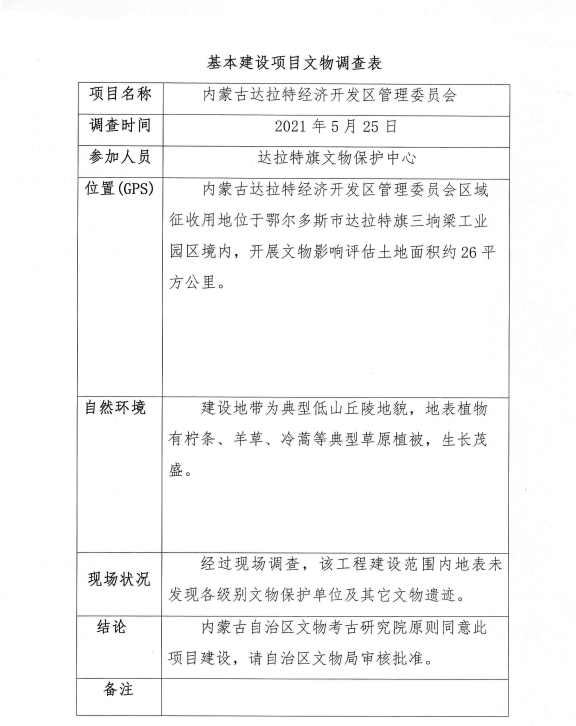 基本建设项目文物调查表
项目名称 内蒙古达拉特经济开发区管理委员会
调查时间 2021年5月25日
参加人员 达拉特旗文物保护中心
位置(GPS) 内蒙古达拉特经济开发区管理委员会区域
征收用地位于鄂尔多斯市达拉特旗三垧梁工业
园区境内，开展文物影响评估土地面积约26平
方公里。
自然环境 建设地带为典型低山丘陵地貌，地表植物
有柠条、羊草、冷蒿等典型草原植被，生长茂
盛。
现场状况 经过现场调查，该工程建设范围内地表未
发现各级别文物保护单位及其它文物遗迹。
结论 内蒙古自治区文物考古研究院原则同意此
项目建设，请自治区文物局审核批准。
备注